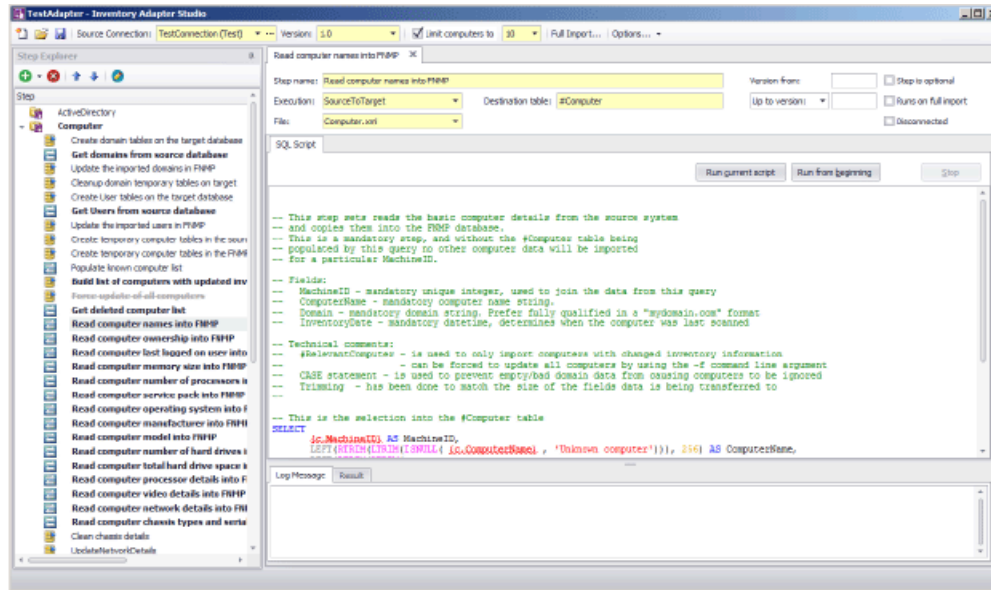 TestAdapter - Inventory Adapter Studio
Source Connection: TestConnection (Test) Version: 1.0 Limit computers to 10 Full Import... Options...
Step Explorer
Read computer names into FNMP
Step name: Read computer names into FNMP Version from: Step is optional
Execution: SourceToTarget Destination table: #Computer Up to version: Runs on full import
File: Computer.xml Disconnected
Step
ActiveDirectory
Computer
Create domain tables on the target database
Get domains from source database
Update the imported domains in FNMP
Cleanup domain temporary tables on target
Create User tables on the target database
Get Users from source database
Update the imported users in FNMP
Create temporary computer tables in the sourc
Create temporary computer tables in the FNMP
Populate known computer list
Build list of computers with updated inv
Force update of all computers
Get deleted computer list
Read computer names into FNMP
Read computer ownership into FNMP
Read computer last logged on user into
Read computer memory size into FNMP
Read computer number of processors i
Read computer service pack into FNMP
Read computer operating system into F
Read computer manufacturer into FNMP
Read computer model into FNMP
Read computer number of hard drives i
Read computer total hard drive space i
Read computer processor details into F
Read computer video details into FNMP
Read computer network details into FNM
Read computer chassis types and serial
Clean chassis details
UpdateNetworkDetails
SQL Script
Run current script Run from beginning Stop
-- This step sets reads the basic computer details from the source system
-- and copies them into the FNMP database.
-- This is a mandatory step, and without the #Computer table being
-- populated by this query no other computer data will be imported
-- for a particular MachineID.
-- Fields:
-- MachineID - mandatory unique integer, used to join the data from this query
-- ComputerName - mandatory computer name string.
-- Domain - mandatory domain string. Prefer fully qualified in a "mydomain.com" format
-- InventoryDate - mandatory datetime, determines when the computer was last scanned
-- Technical comments:
-- #RelevantComputer - is used to only import computers with changed inventory information
-- - can be forced to update all computers by using the -f command line argument
-- CASE statement - is used to prevent empty/bad domain data from causing computers to be ignored
-- Trimming - has been done to match the size of the fields data is being transferred to
--
-- This is the selection into the #Computer table
SELECT
{c.MachineID} AS MachineID,
LEFT(RTRIM(LTRIM(ISNULL( {c.ComputerName} , 'Unknown computer'))), 256) AS ComputerName,
Log Message Result